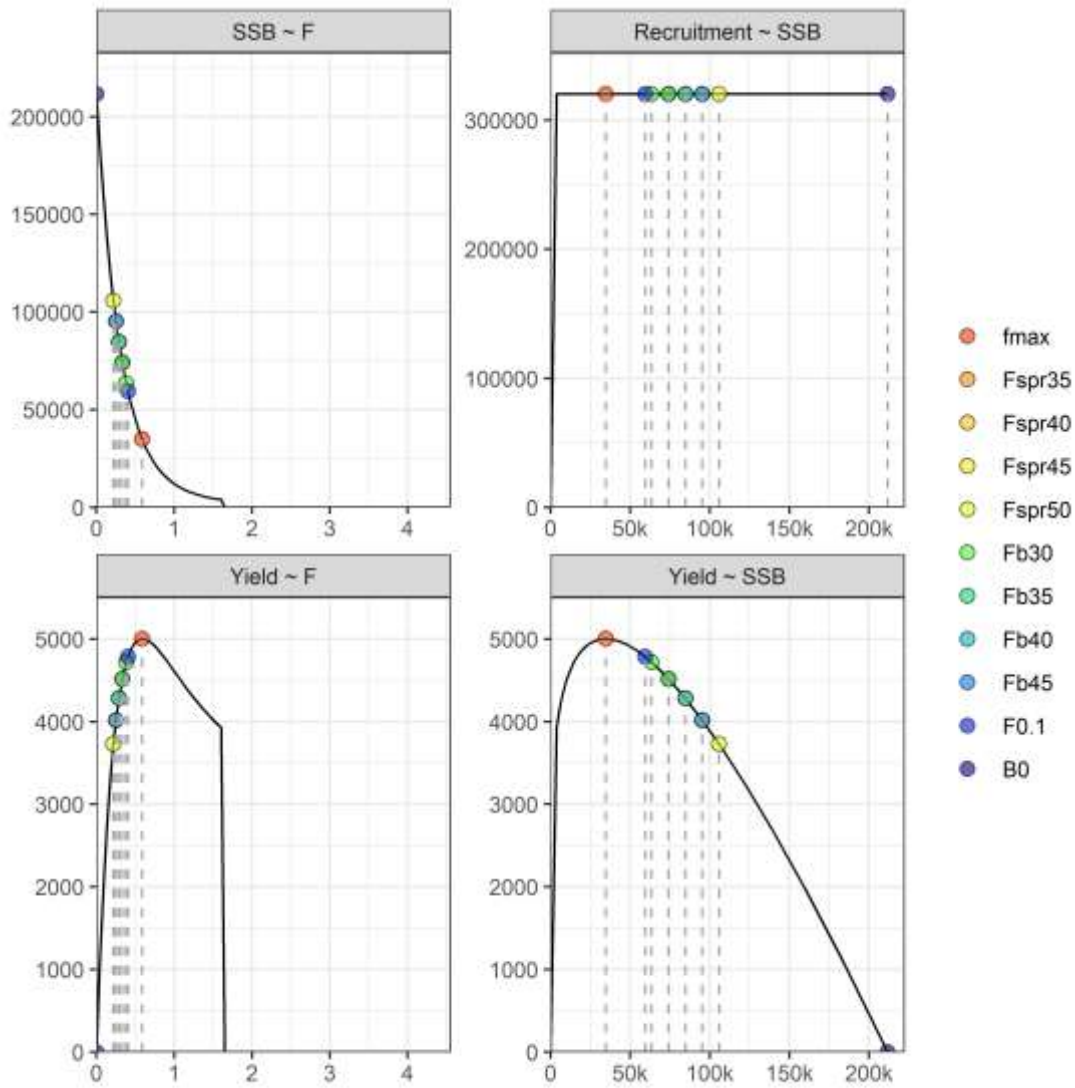 SSB ~ F
200000
150000
100000
50000
0
0 1 2 3 4
Recruitment ~ SSB
300000
200000
100000
0
0 50k 100k 150k 200k
Yield ~ F
5000
4000
3000
2000
1000
0
0 1 2 3 4
Yield ~ SSB
5000
4000
3000
2000
1000
0
0 50k 100k 150k 200k
fmax
Fspr35
Fspr40
Fspr45
Fspr50
Fb30
Fb35
Fb40
Fb45
F0.1
B0